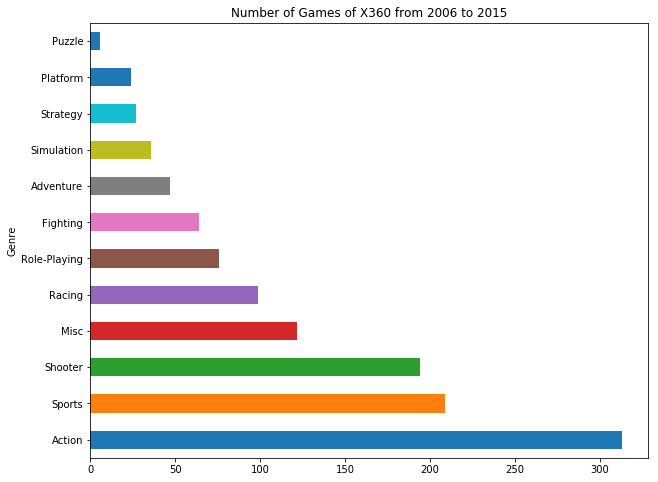 Number of Games of X360 from 2006 to 2015
Genre
Puzzle
Platform
Strategy
Simulation
Adventure
Fighting
Role-Playing
Racing
Misc
Shooter
Sports
Action
0 50 100 150 200 250 300